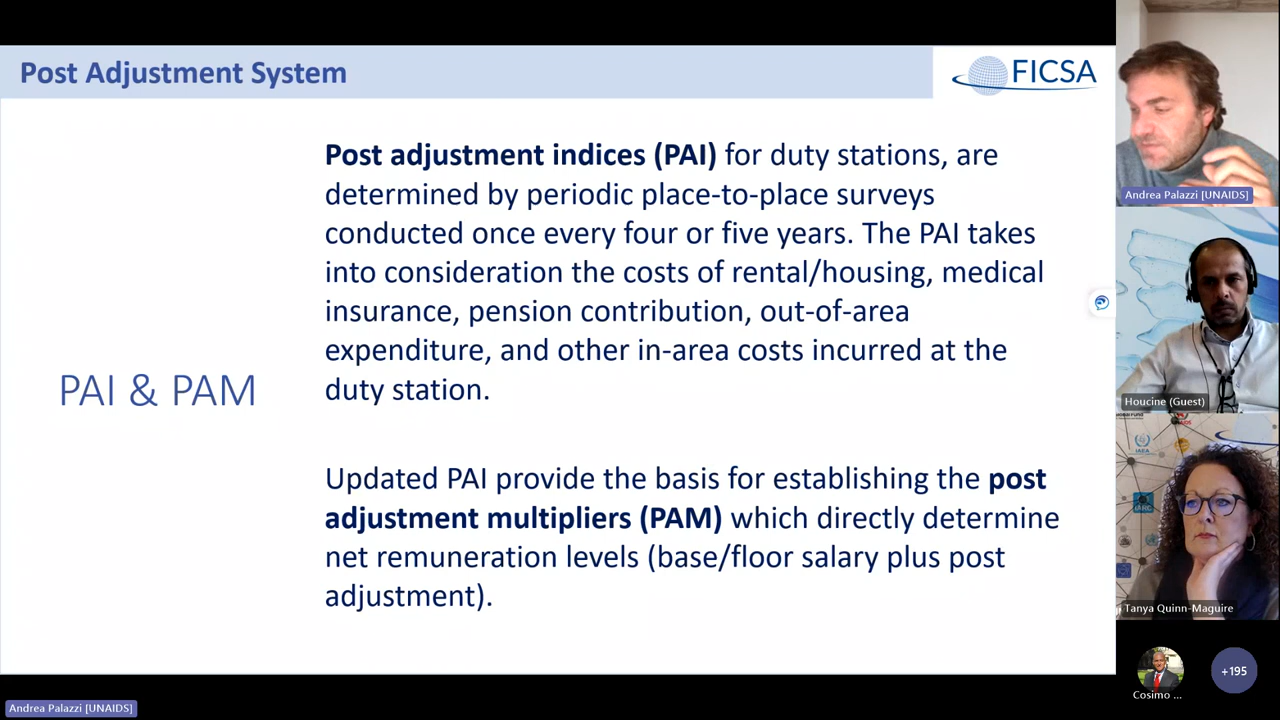 Post Adjustment System
FICSA
Post adjustment indices (PAI) for duty stations, are
determined by periodic place-to-place surveys
conducted once every four or five years. The PAI takes
into consideration the costs of rental/housing, medical
insurance, pension contribution, out-of-area
expenditure, and other in-area costs incurred at the
duty station.
PAI & PAM
Updated PAI provide the basis for establishing the post
adjustment multipliers (PAM) which directly determine
net remuneration levels (base/floor salary plus post
adjustment).
Andrea Palazzi [UNAIDS]
Houcine (Guest)
IAEA
IARC
Tanya Quinn-Maguire
Cosimo ...
+195
Andrea Palazzi [UNAIDS]